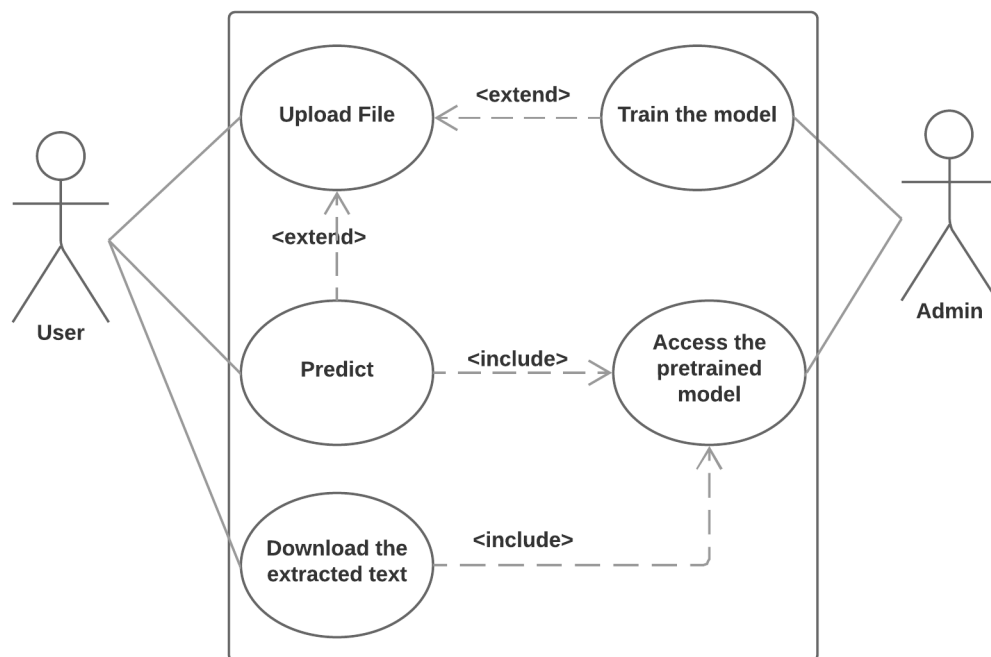 <extend>
Upload File
Train the model
<extend>
User
Admin
Predict
<include>
Access the
pretrained
model
<include>
Download the
extracted text